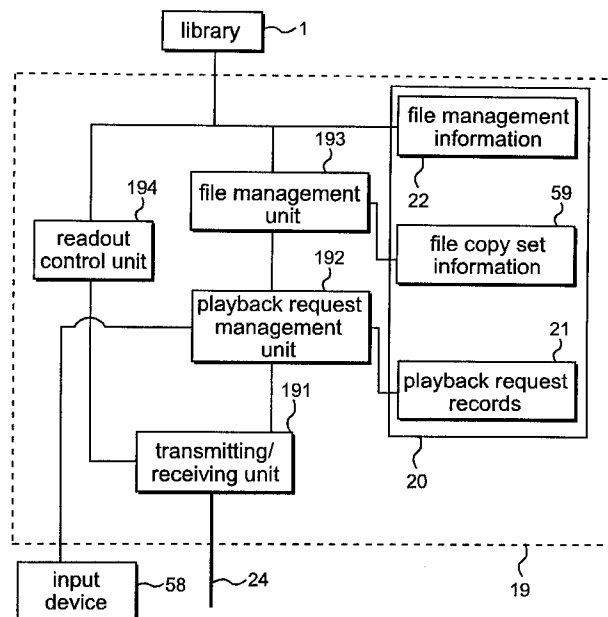 library
1
file management
information
193
22
file management
unit
194
59
readout
control unit
file copy set
information
192
playback request
management
unit
21
playback request
records
191
transmitting/
receiving unit
20
input
device
58
24
19